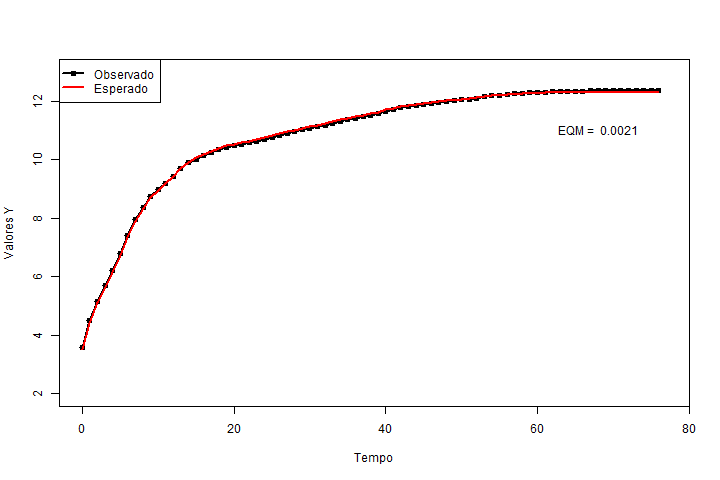 Observado
Esperado
EQM = 0.0021
Valores Y
12
10
8
6
4
2
0
20
40
60
80
Tempo